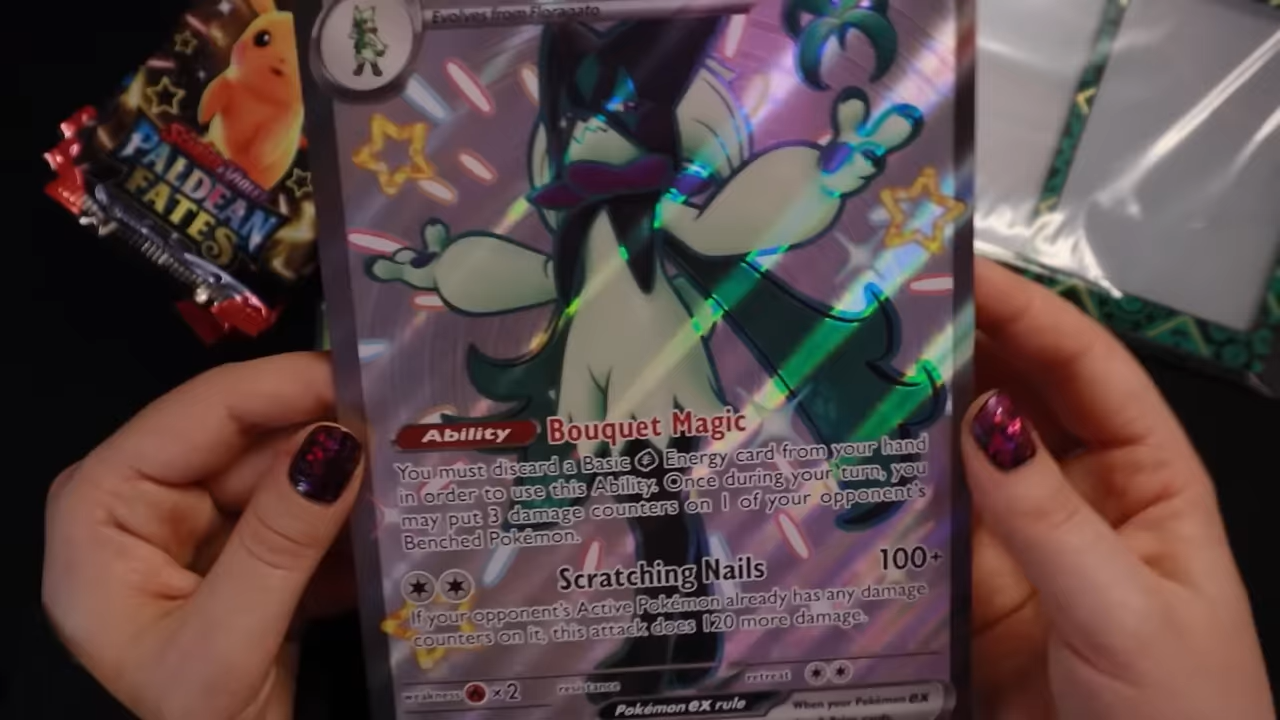 Evolves from Floragato
Scarlet & Violet
PALDEAN
FATES
Ability Bouquet Magic
You must discard a Basic Energy card from your hand
in order to use this Ability. Once during your turn, you
may put 3 damage counters on 1 of your opponent's
Benched Pokémon.
Scratching Nails 100+
If your opponent's Active Pokémon already has any damage
counters on it, this attack does 120 more damage.
weakness ×2 resistance retreat
Pokémon ex rule When your Pokémon ex